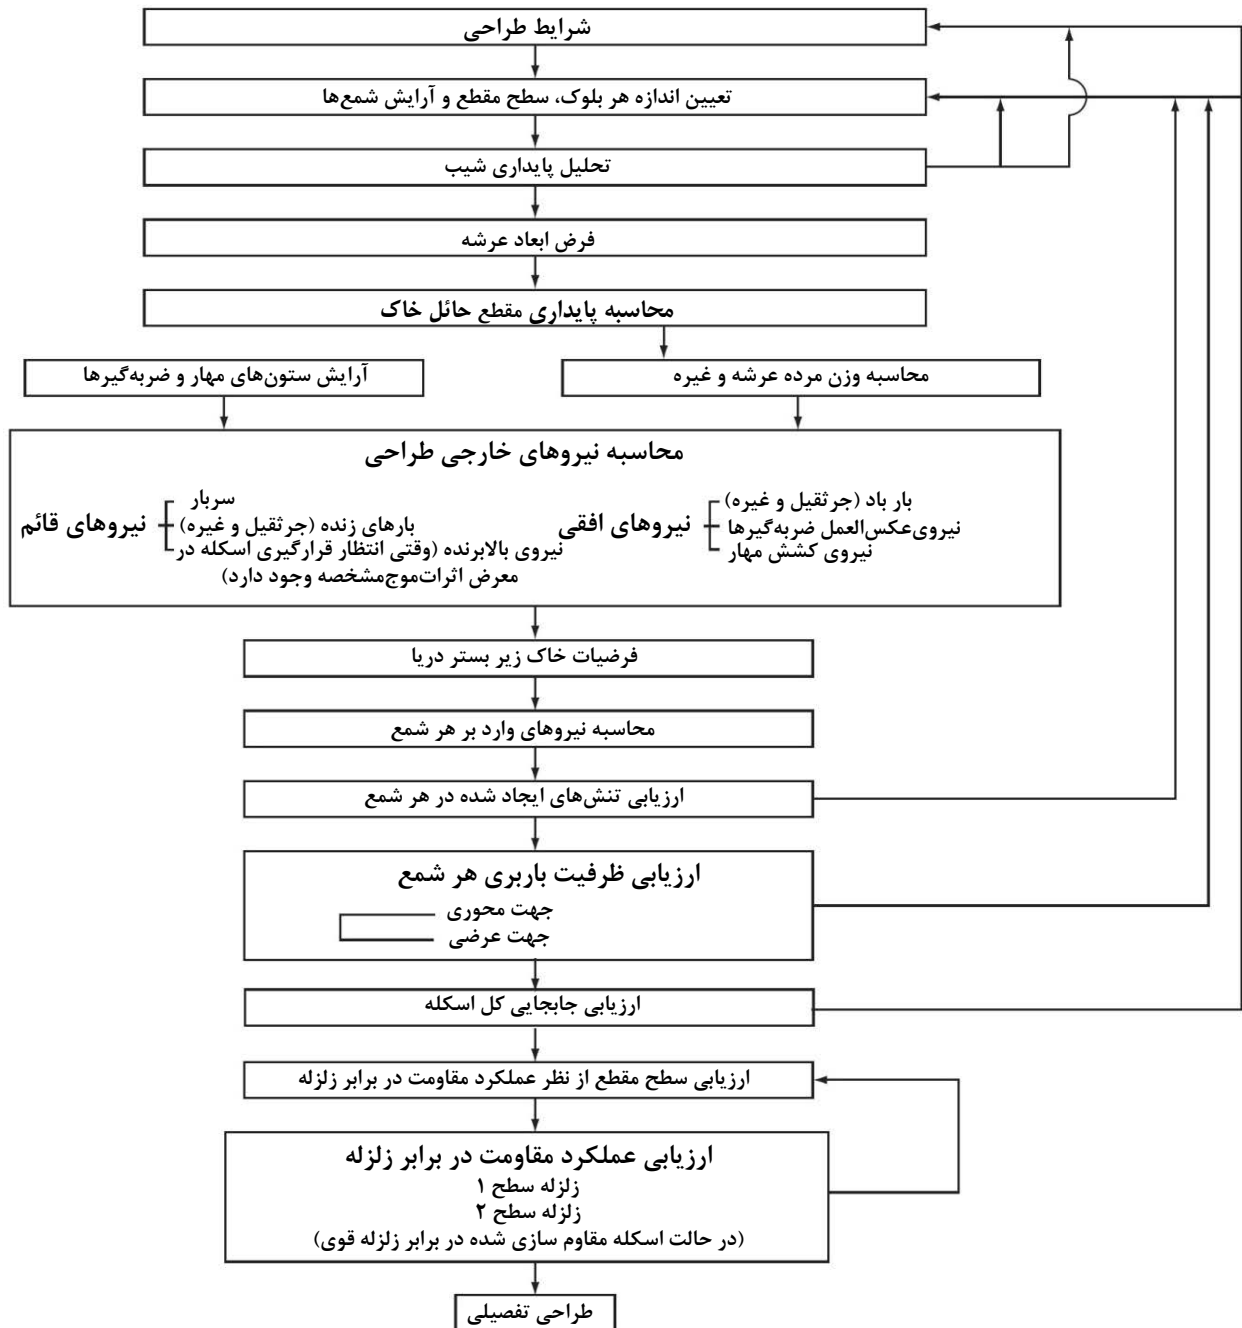 شرایط طراحی
تعیین اندازه هر بلوک، سطح مقطع و آرایش شمع‌ها
تحلیل پایداری شیب
فرض ابعاد عرشه
محاسبه پایداری مقطع حائل خاک
محاسبه وزن مرده عرشه و غیره
آرایش ستون‌های مهار و ضربه‌گیرها
محاسبه نیروهای خارجی طراحی
نیروهای افقی
بار باد (جرثقیل و غیره)
نیروی‌عکس‌العمل ضربه‌گیرها
نیروی کشش مهار
نیروهای قائم
سربار
بارهای زنده (جرثقیل و غیره)
نیروی بالابرنده (وقتی انتظار قرارگیری اسکله در
معرض اثرات‌موج‌مشخصه وجود دارد)
فرضیات خاک زیر بستر دریا
محاسبه نیروهای وارد بر هر شمع
ارزیابی تنش‌های ایجاد شده در هر شمع
ارزیابی ظرفیت باربری هر شمع
جهت محوری
جهت عرضی
ارزیابی جابجایی کل اسکله
ارزیابی سطح مقطع از نظر عملکرد مقاومت در برابر زلزله
ارزیابی عملکرد مقاومت در برابر زلزله
زلزله سطح ۱
زلزله سطح ۲
(در حالت اسکله مقاوم سازی شده در برابر زلزله قوی)
طراحی تفصیلی